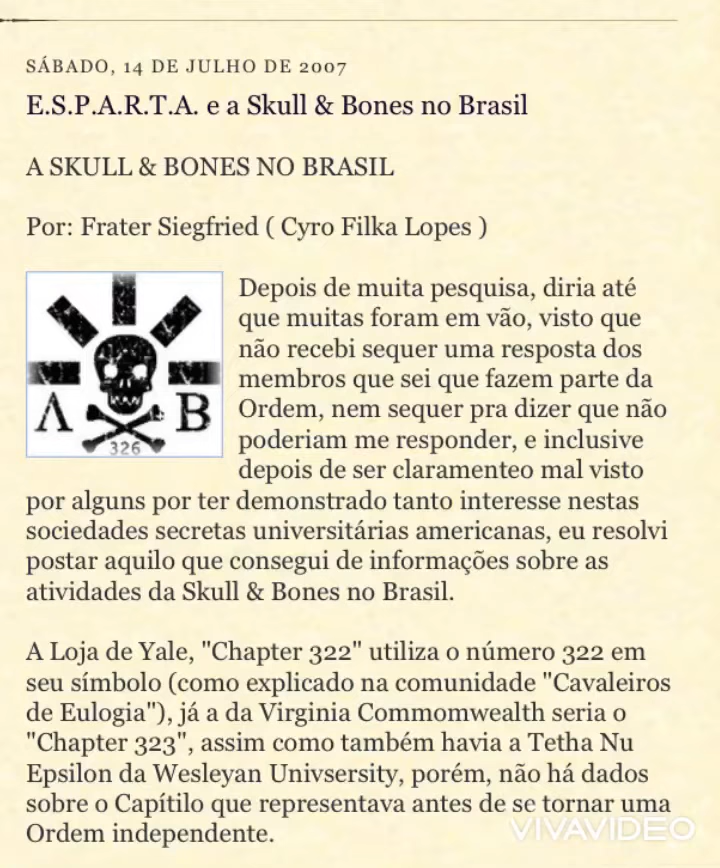 SÁBADO, 14 DE JULHO DE 2007
E.S.P.A.R.T.A. e a Skull & Bones no Brasil
A SKULL & BONES NO BRASIL
Por: Frater Siegfried ( Cyro Filka Lopes )
Λ B
326
Depois de muita pesquisa, diria até
que muitas foram em vão, visto que
não recebi sequer uma resposta dos
membros que sei que fazem parte da
Ordem, nem sequer pra dizer que não
poderiam me responder, e inclusive
depois de ser claramenteo mal visto
por alguns por ter demonstrado tanto interesse nestas
sociedades secretas universitárias americanas, eu resolvi
postar aquilo que consegui de informações sobre as
atividades da Skull & Bones no Brasil.
A Loja de Yale, "Chapter 322" utiliza o número 322 em
seu símbolo (como explicado na comunidade "Cavaleiros
de Eulogia"), já a da Virginia Commomwealth seria o
"Chapter 323", assim como também havia a Tetha Nu
Epsilon da Wesleyan Univsersity, porém, não há dados
sobre o Capítilo que representava antes de se tornar uma
Ordem independente.
VIVAVIDEO